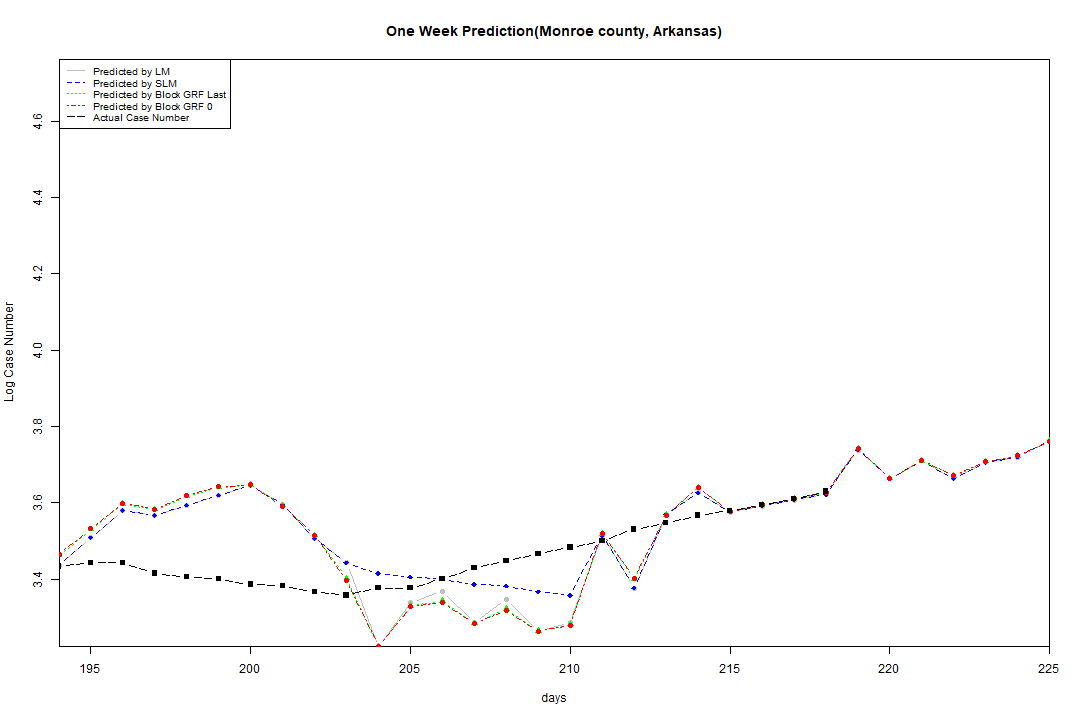 One Week Prediction(Monroe county, Arkansas)
Predicted by LM
Predicted by SLM
Predicted by Block GRF Last
Predicted by Block GRF 0
Actual Case Number
Log Case Number
4.6
4.4
4.2
4.0
3.8
3.6
3.4
195 200 205 210 215 220 225
days